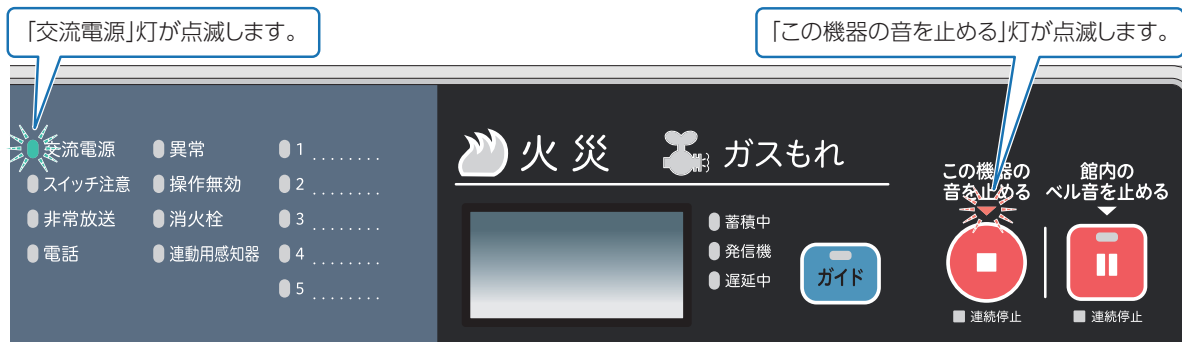 「交流電源」灯が点滅します。
「この機器の音を止める」灯が点滅します。
交流電源
スイッチ注意
非常放送
電話
異常
操作無効
消火栓
連動用感知器
1 ........
2 ........
3 ........
4 ........
5 ........
火災
ガスもれ
蓄積中
発信機
遅延中
ガイド
この機器の
音を止める
連続停止
館内の
ベル音を止める
連続停止